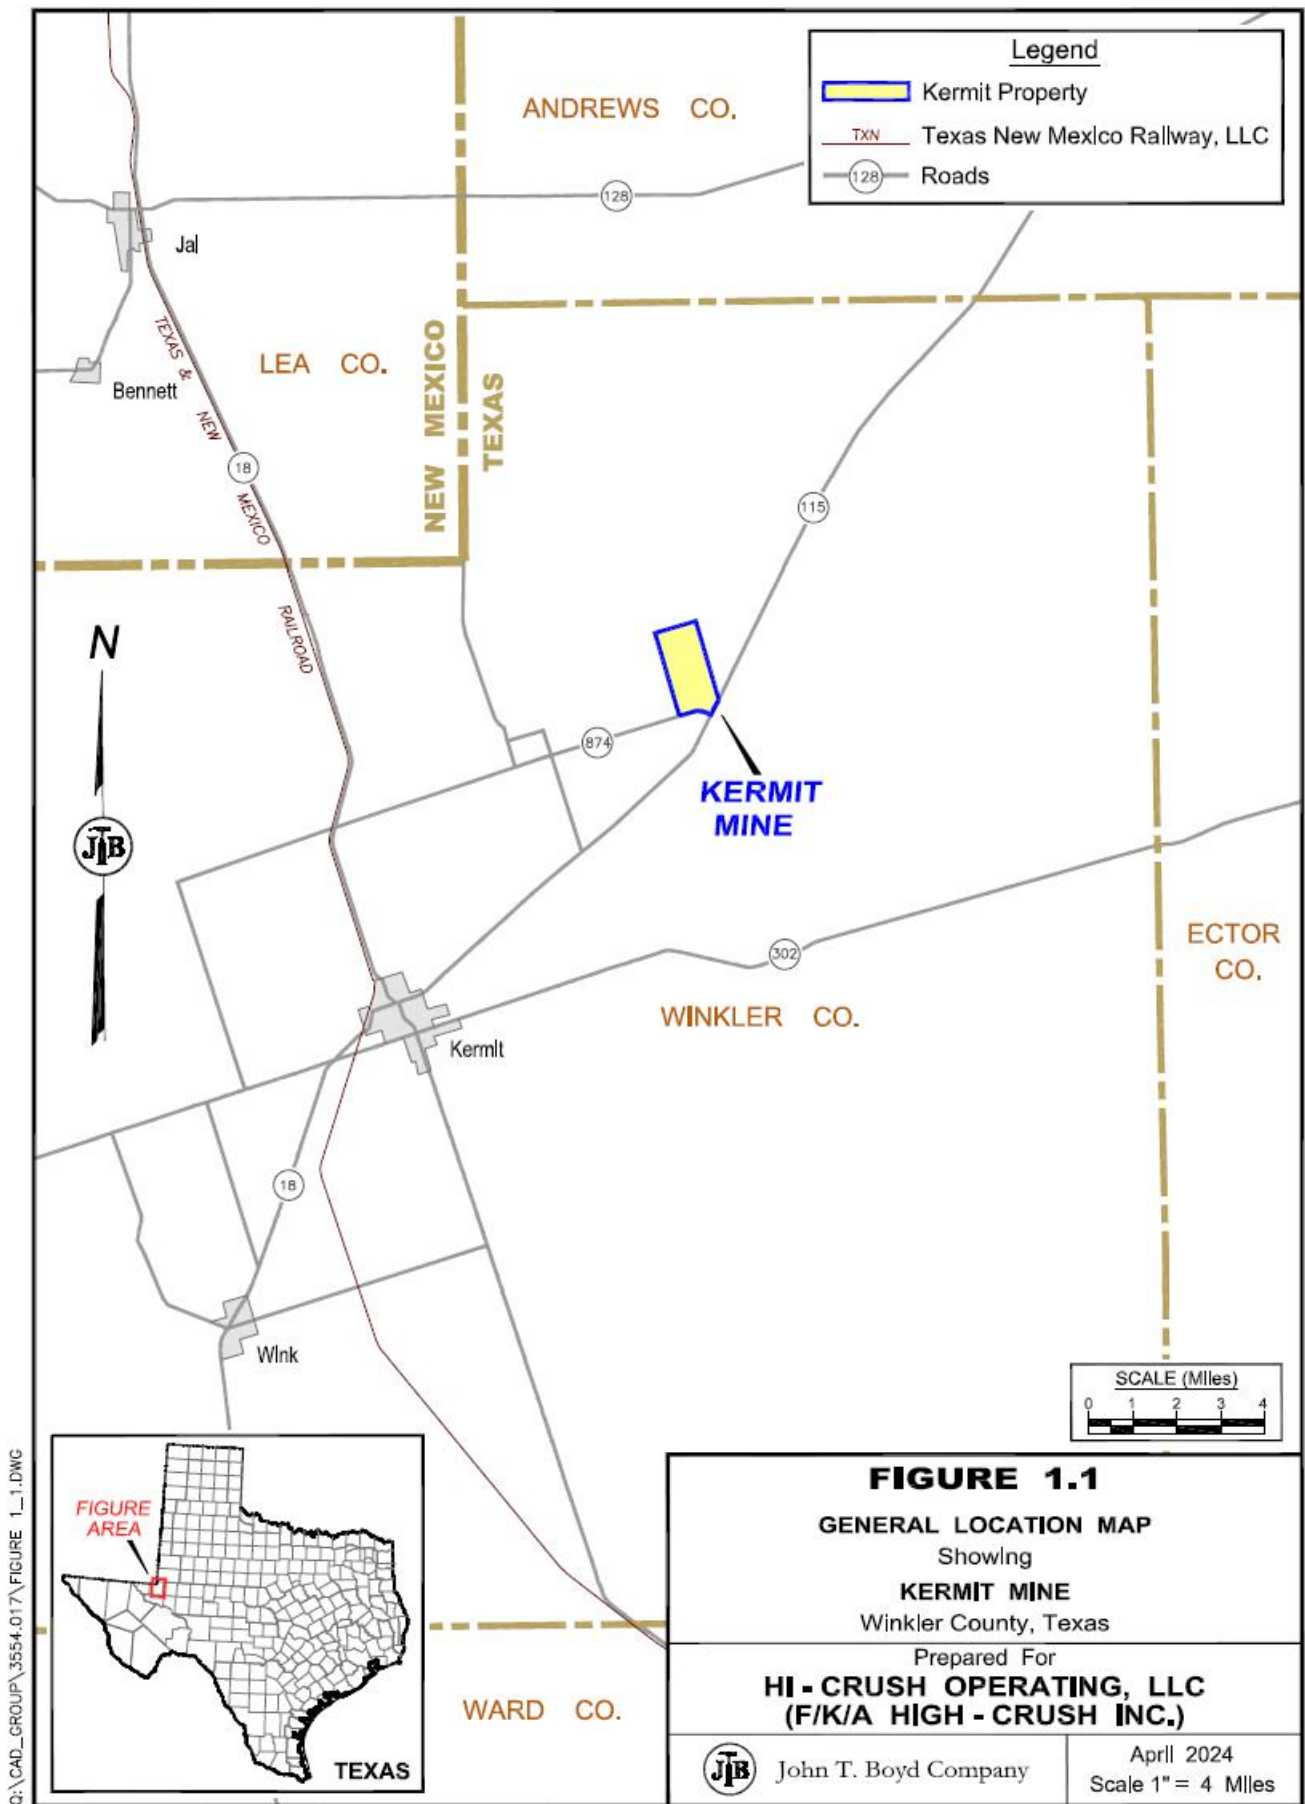 Legend
Kermit Property
TXN Texas New Mexico Railway, LLC
128 Roads
ANDREWS CO.
128
Jal
Bennett
TEXAS &
NEW
MEXICO
RAILROAD
18
LEA CO.
NEW MEXICO
TEXAS
115
N
JTB
874
KERMIT
MINE
302
ECTOR
CO.
WINKLER CO.
Kermit
18
Wink
SCALE (Miles)
0 1 2 3 4
FIGURE
AREA
TEXAS
WARD CO.
FIGURE 1.1
GENERAL LOCATION MAP
Showing
KERMIT MINE
Winkler County, Texas
Prepared For
HI - CRUSH OPERATING, LLC
(F/K/A HIGH - CRUSH INC.)
JTB John T. Boyd Company
April 2024
Scale 1" = 4 Miles
Q:\CAD_GROUP\3554.017\FIGURE 1_1.DWG